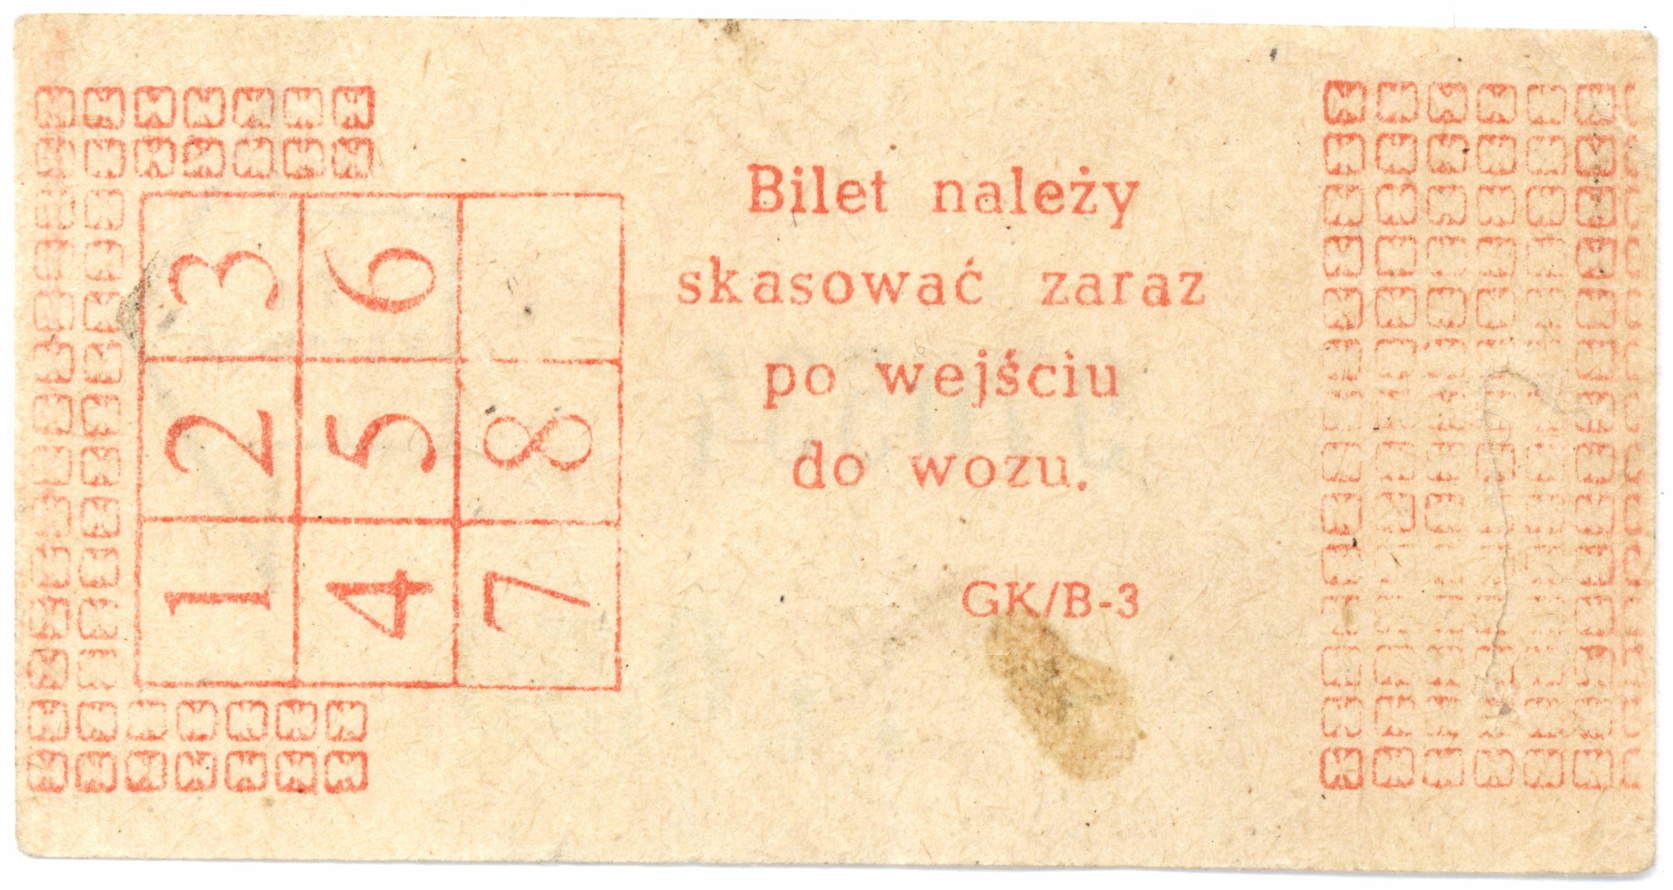 3 6
2 5 8
1 4 7
Bilet należy
skasować zaraz
po wejściu
do wozu.
GK/B-3